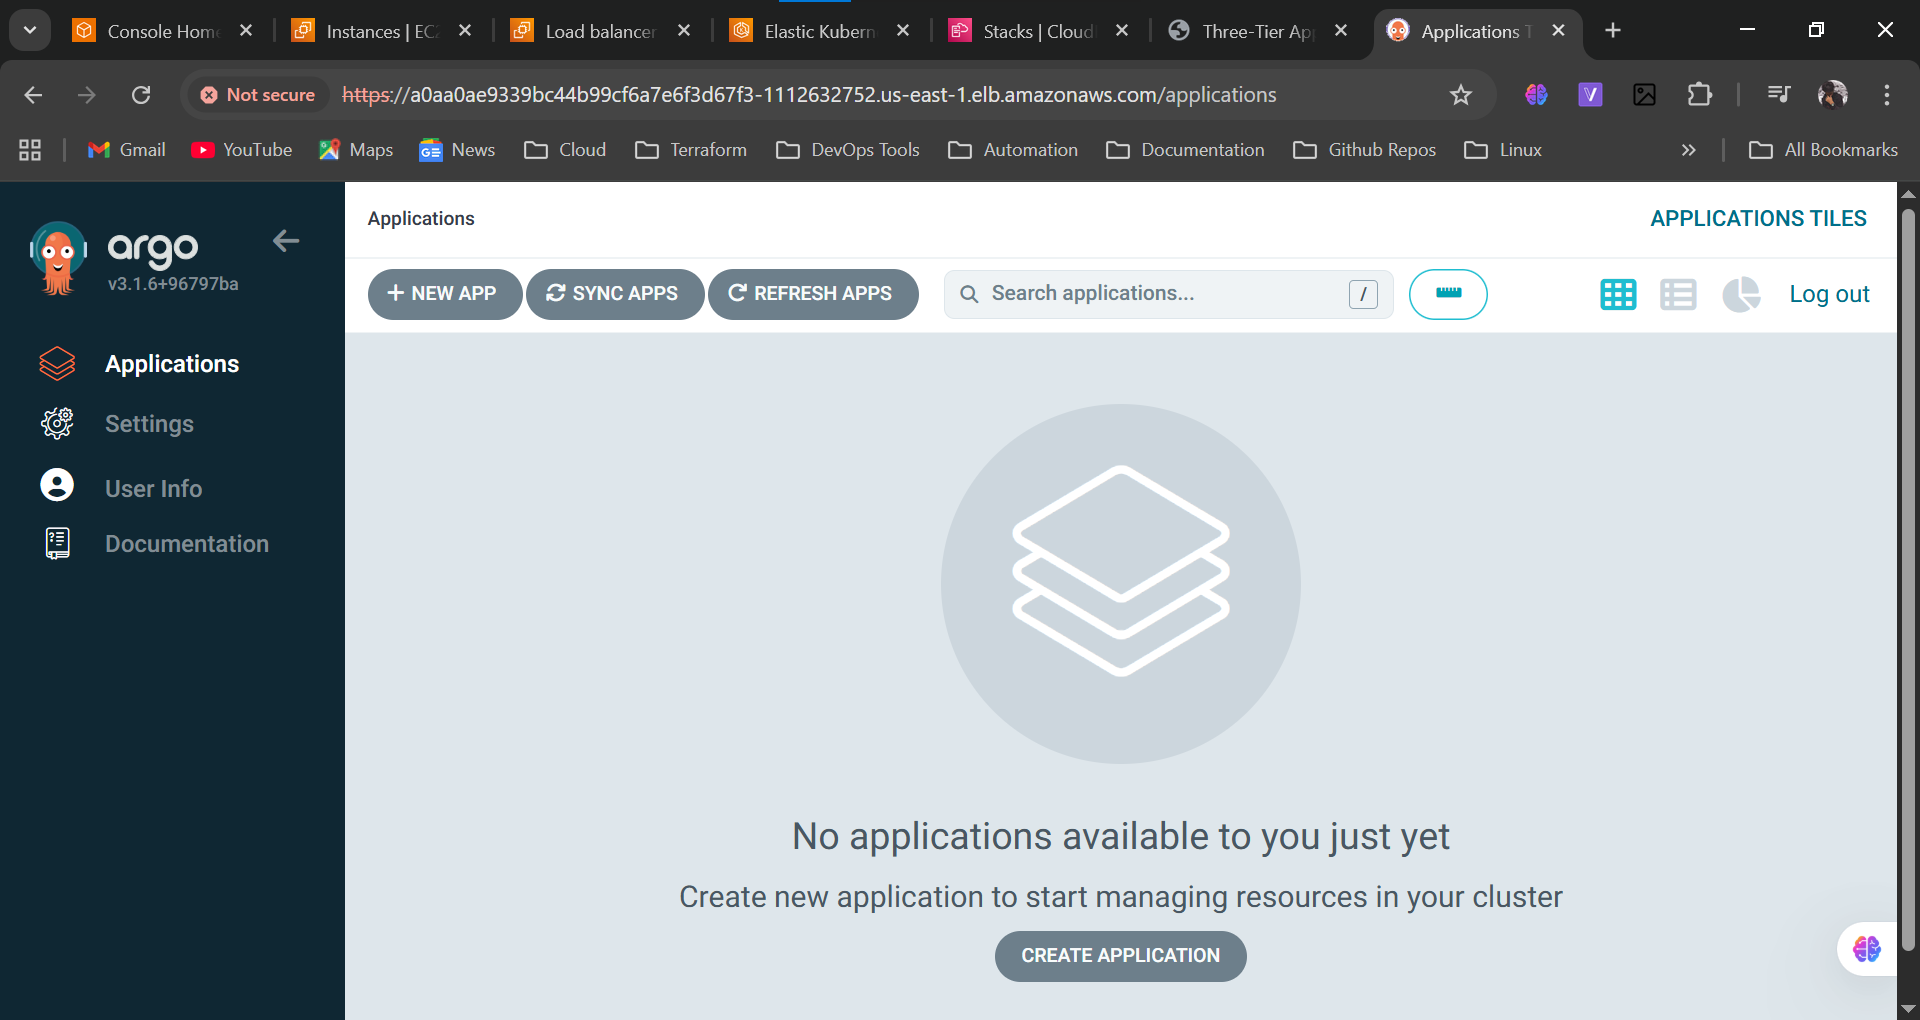 Console Home
Instances | EC2
Load balancer
Elastic Kubern
Stacks | Cloud
Three-Tier Ap
Applications T
Not secure
https://a0aa0ae9339bc44b99cf6a7e6f3d67f3-1112632752.us-east-1.elb.amazonaws.com/applications
V
Gmail
YouTube
Maps
GE
News
Cloud
Terraform
DevOps Tools
Automation
Documentation
Github Repos
Linux
»
All Bookmarks
argo
v3.1.6+96797ba
Applications
Settings
User Info
Documentation
Applications
APPLICATIONS TILES
+ NEW APP
SYNC APPS
REFRESH APPS
Search applications...
/
Log out
No applications available to you just yet
Create new application to start managing resources in your cluster
CREATE APPLICATION